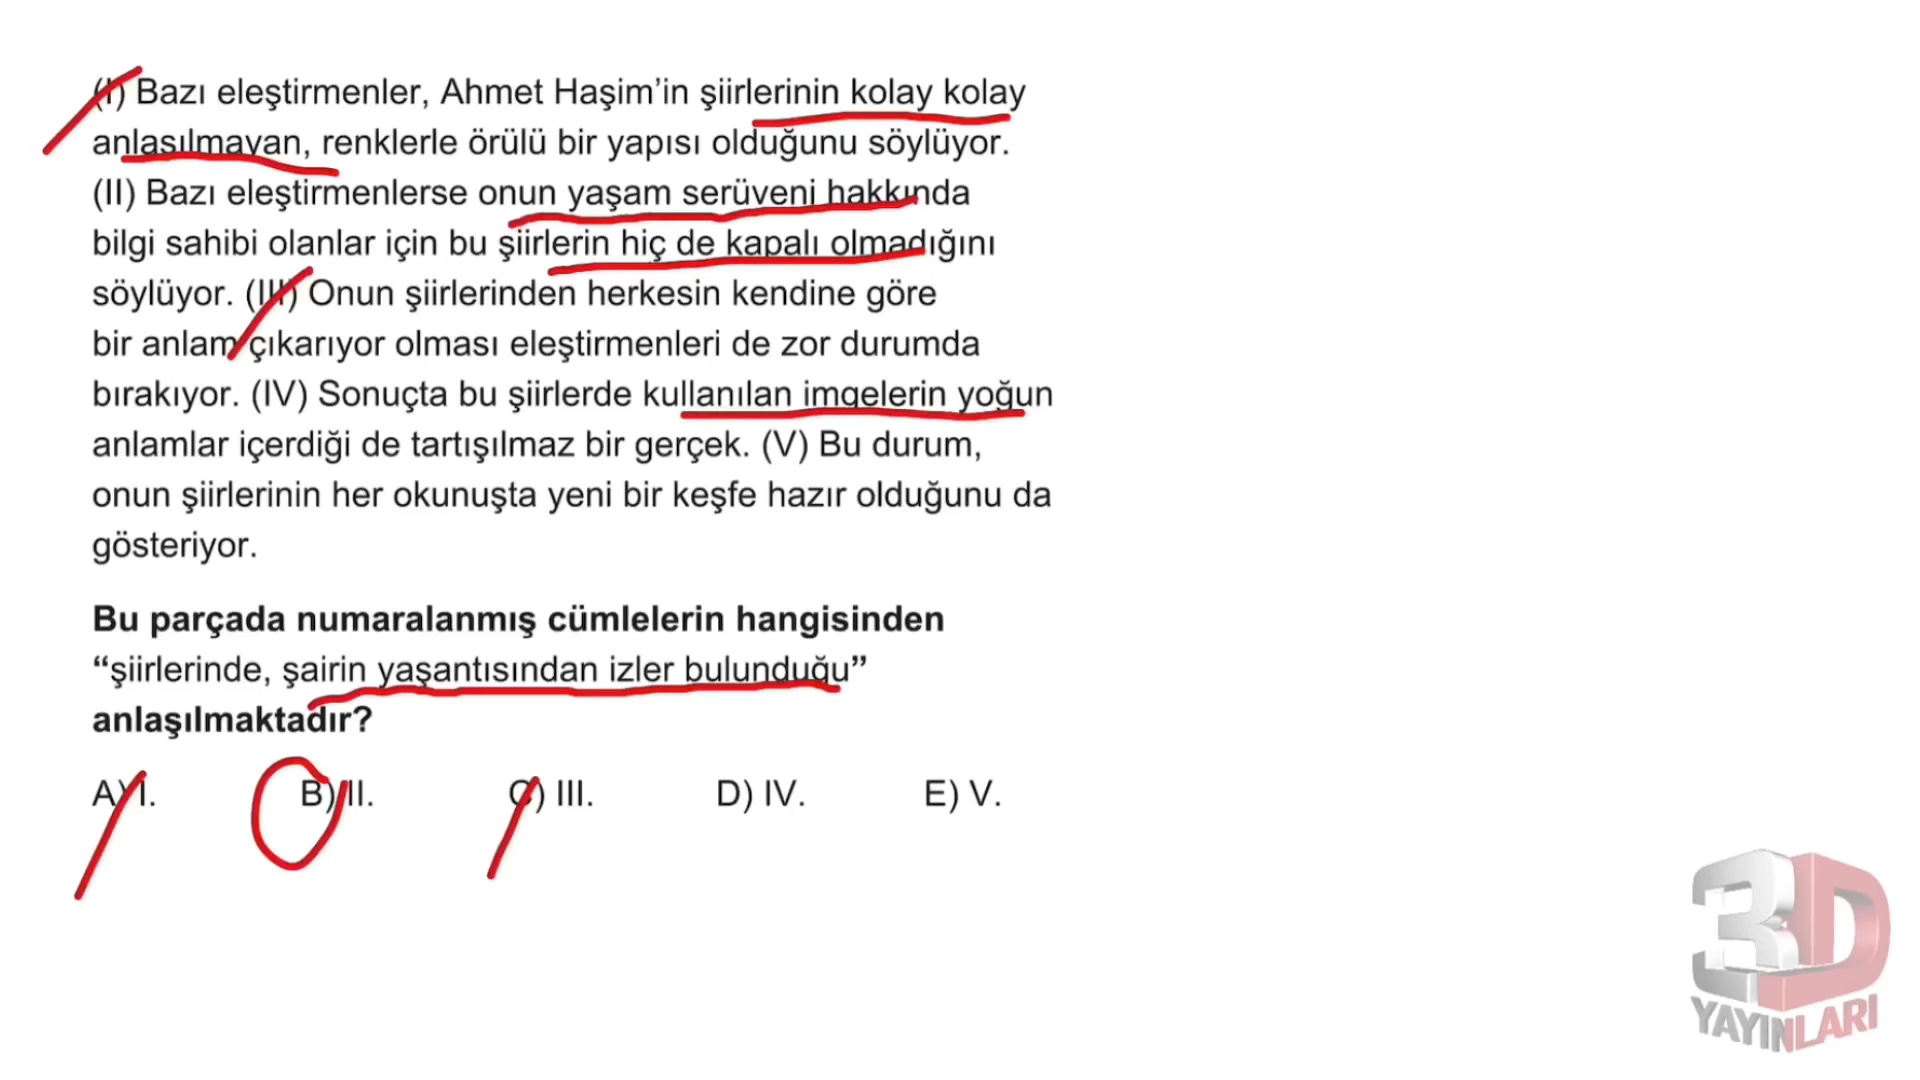 (I) Bazı eleştirmenler, Ahmet Haşim’in şiirlerinin kolay kolay
anlaşılmayan, renklerle örülü bir yapısı olduğunu söylüyor.
(II) Bazı eleştirmenlerse onun yaşam serüveni hakkında
bilgi sahibi olanlar için bu şiirlerin hiç de kapalı olmadığını
söylüyor. (III) Onun şiirlerinden herkesin kendine göre
bir anlam çıkarıyor olması eleştirmenleri de zor durumda
bırakıyor. (IV) Sonuçta bu şiirlerde kullanılan imgelerin yoğun
anlamlar içerdiği de tartışılmaz bir gerçek. (V) Bu durum,
onun şiirlerinin her okunuşta yeni bir keşfe hazır olduğunu da
gösteriyor.
Bu parçada numaralanmış cümlelerin hangisinden
“şiirlerinde, şairin yaşantısından izler bulunduğu”
anlaşılmaktadır?
A) I. B) II. C) III. D) IV. E) V.
3D
YAYINLARI